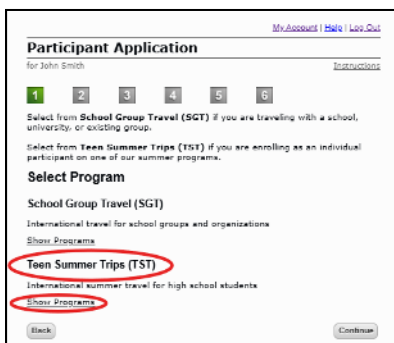 My Account | Help | Log Out
Participant Application
for John Smith Instructions
1 2 3 4 5 6
Select from School Group Travel (SGT) if you are traveling with a school,
university, or existing group.
Select from Teen Summer Trips (TST) if you are enrolling as an individual
participant on one of our summer programs.
Select Program
School Group Travel (SGT)
International travel for school groups and organizations
Show Programs
Teen Summer Trips (TST)
International summer travel for high school students
Show Programs
Back Continue